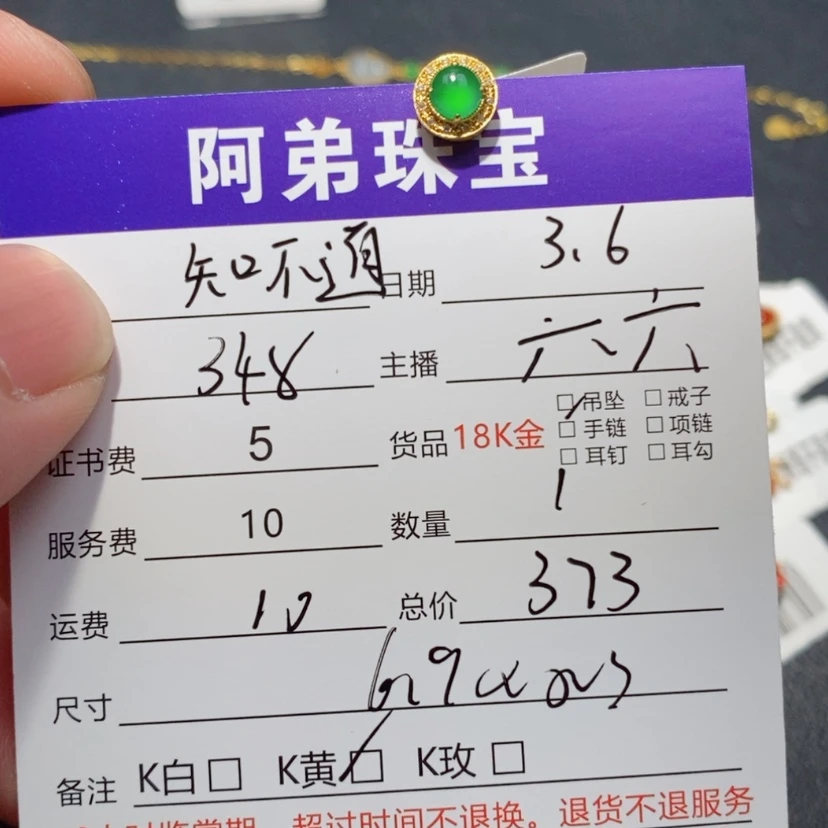 阿弟珠宝
知不道 日期 3.6
348 主播 六六
证书费 5 货品 18K金 吊坠 戒子
手链 项链
耳钉 耳勾
服务费 10 数量 1
运费 10 总价 373
尺寸
备注 K白 K黄 K玫
超过时间不退换。退货不退服务